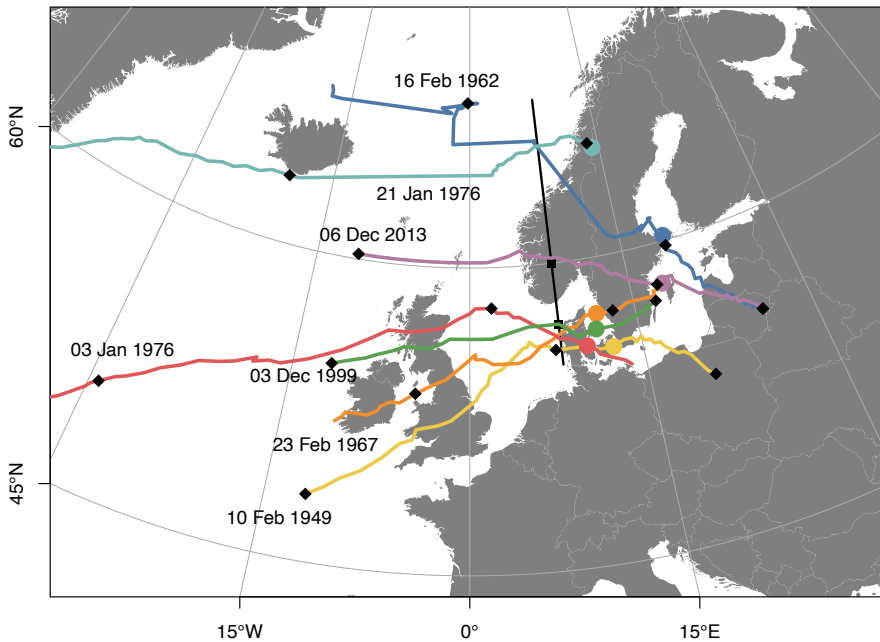 16 Feb 1962
60°N
21 Jan 1976
06 Dec 2013
03 Jan 1976
03 Dec 1999
23 Feb 1967
45°N
10 Feb 1949
15°W
0°
15°E